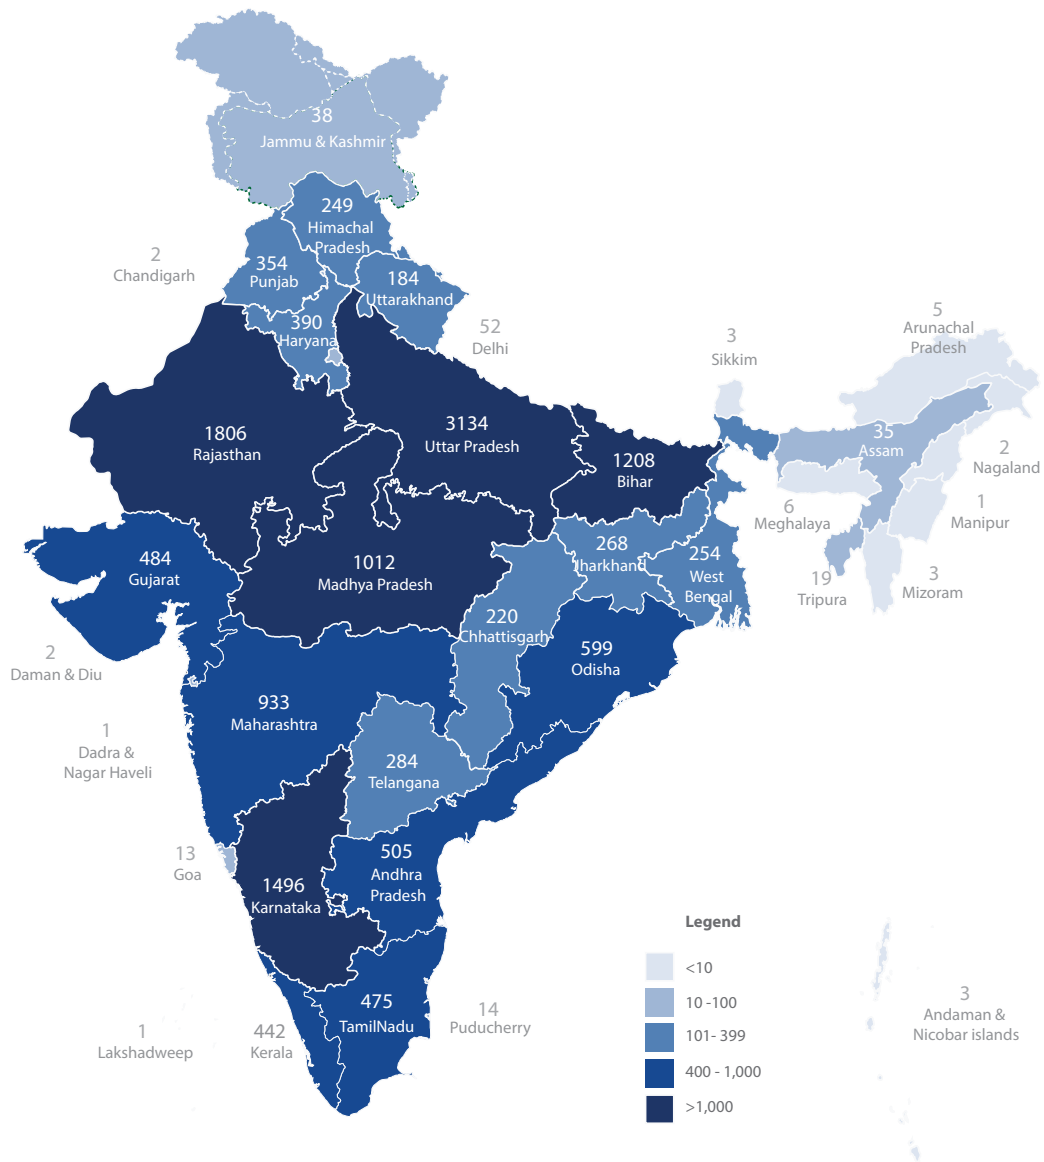 38
Jammu & Kashmir
249
Himachal
Pradesh
2
Chandigarh
354
Punjab
184
Uttarakhand
390
Haryana
52
Delhi
5
Arunachal
Pradesh
3
Sikkim
1806
Rajasthan
3134
Uttar Pradesh
1208
Bihar
35
Assam
2
Nagaland
6
Meghalaya
1
Manipur
484
Gujarat
1012
Madhya Pradesh
268
Jharkhand
254
West
Bengal
19
Tripura
3
Mizoram
220
Chhattisgarh
599
Odisha
2
Daman & Diu
933
Maharashtra
1
Dadra &
Nagar Haveli
284
Telangana
13
Goa
505
Andhra
Pradesh
1496
Karnataka
Legend
<10
10 -100
101- 399
400 - 1,000
>1,000
475
TamilNadu
14
Puducherry
3
Andaman &
Nicobar islands
1
Lakshadweep
442
Kerala